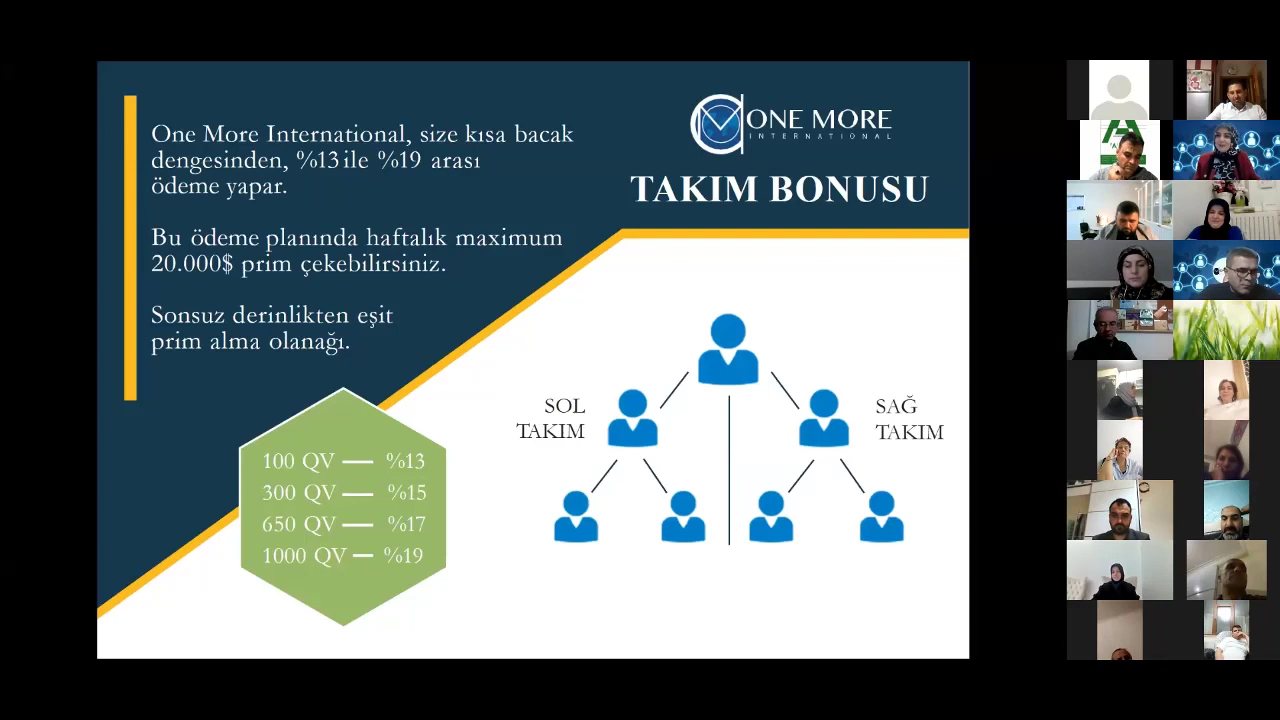 One More International, size kısa bacak
dengesinden, %13 ile %19 arası
ödeme yapar.
Bu ödeme planında haftalık maximum
20.000$ prim çekebilirsiniz.
Sonsuz derinlikten eşit
prim alma olanağı.
ONE MORE
INTERNATIONAL
TAKIM BONUSU
100 QV — %13
300 QV — %15
650 QV — %17
1000 QV — %19
SOL
TAKIM
SAĞ
TAKIM